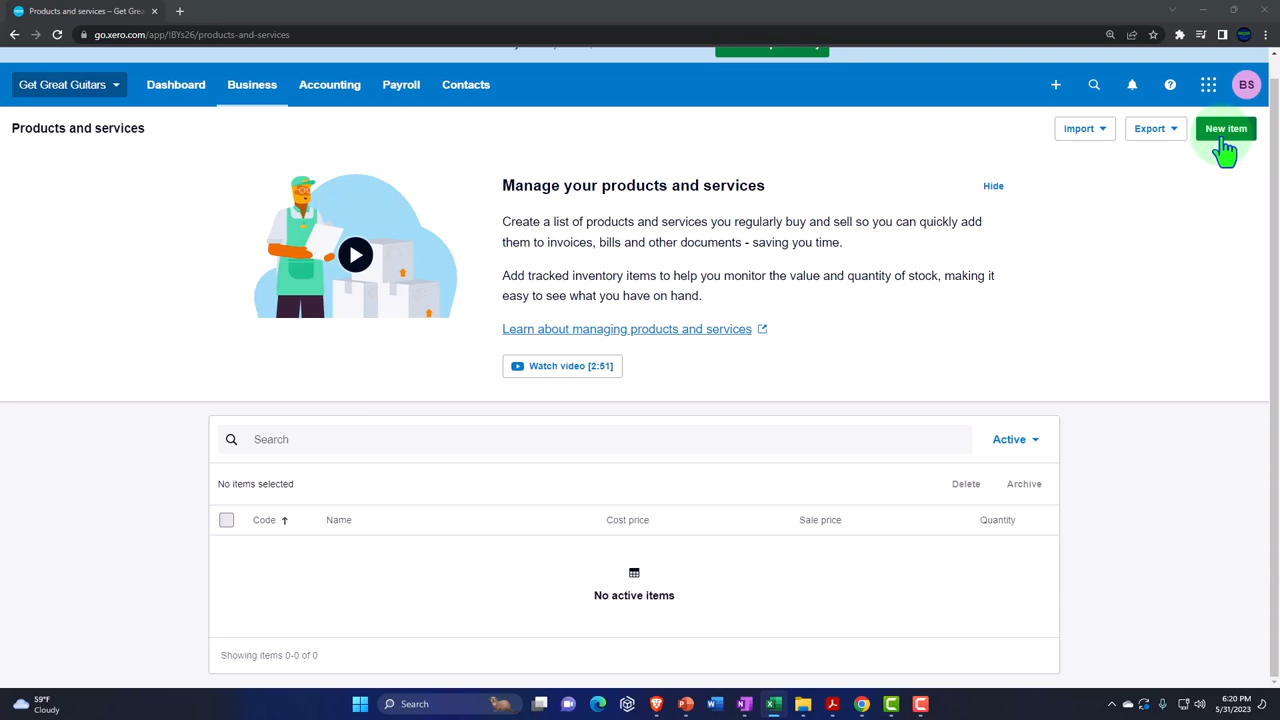 Products and services – Get Grea
go.xero.com/app/!BYs26/products-and-services
Get Great Guitars
Dashboard
Business
Accounting
Payroll
Contacts
BS
Products and services
Import
Export
New item
Manage your products and services
Hide
Create a list of products and services you regularly buy and sell so you can quickly add
them to invoices, bills and other documents - saving you time.
Add tracked inventory items to help you monitor the value and quantity of stock, making it
easy to see what you have on hand.
Learn about managing products and services
Watch video [2:51]
Search
Active
No items selected
Delete
Archive
Code
Name
Cost price
Sale price
Quantity
No active items
Showing items 0-0 of 0
59°F
Cloudy
Search
6:20 PM
5/31/2023